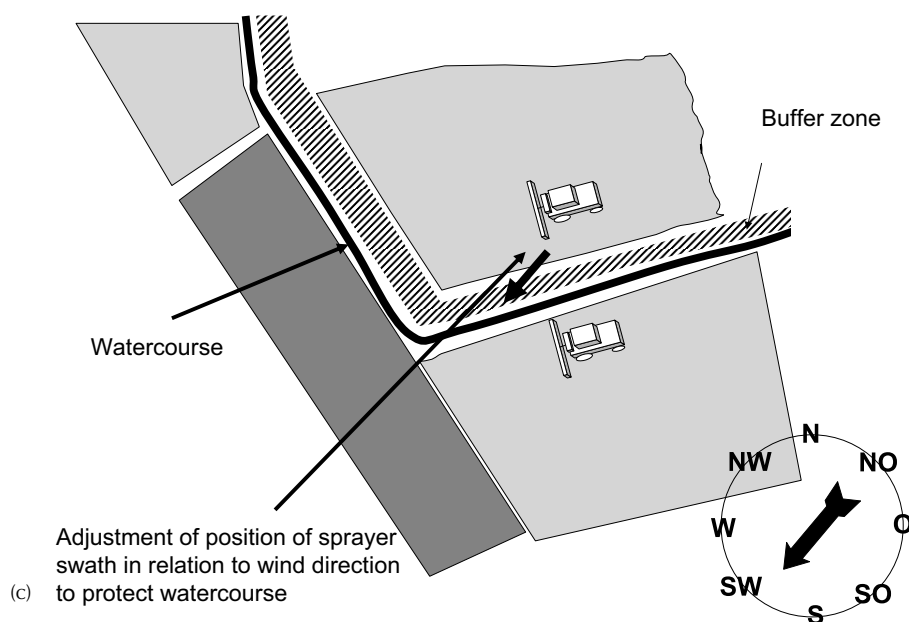 Buffer zone
Watercourse
N
NW
NO
W
O
SW
SO
S
Adjustment of position of sprayer
swath in relation to wind direction
(c) to protect watercourse